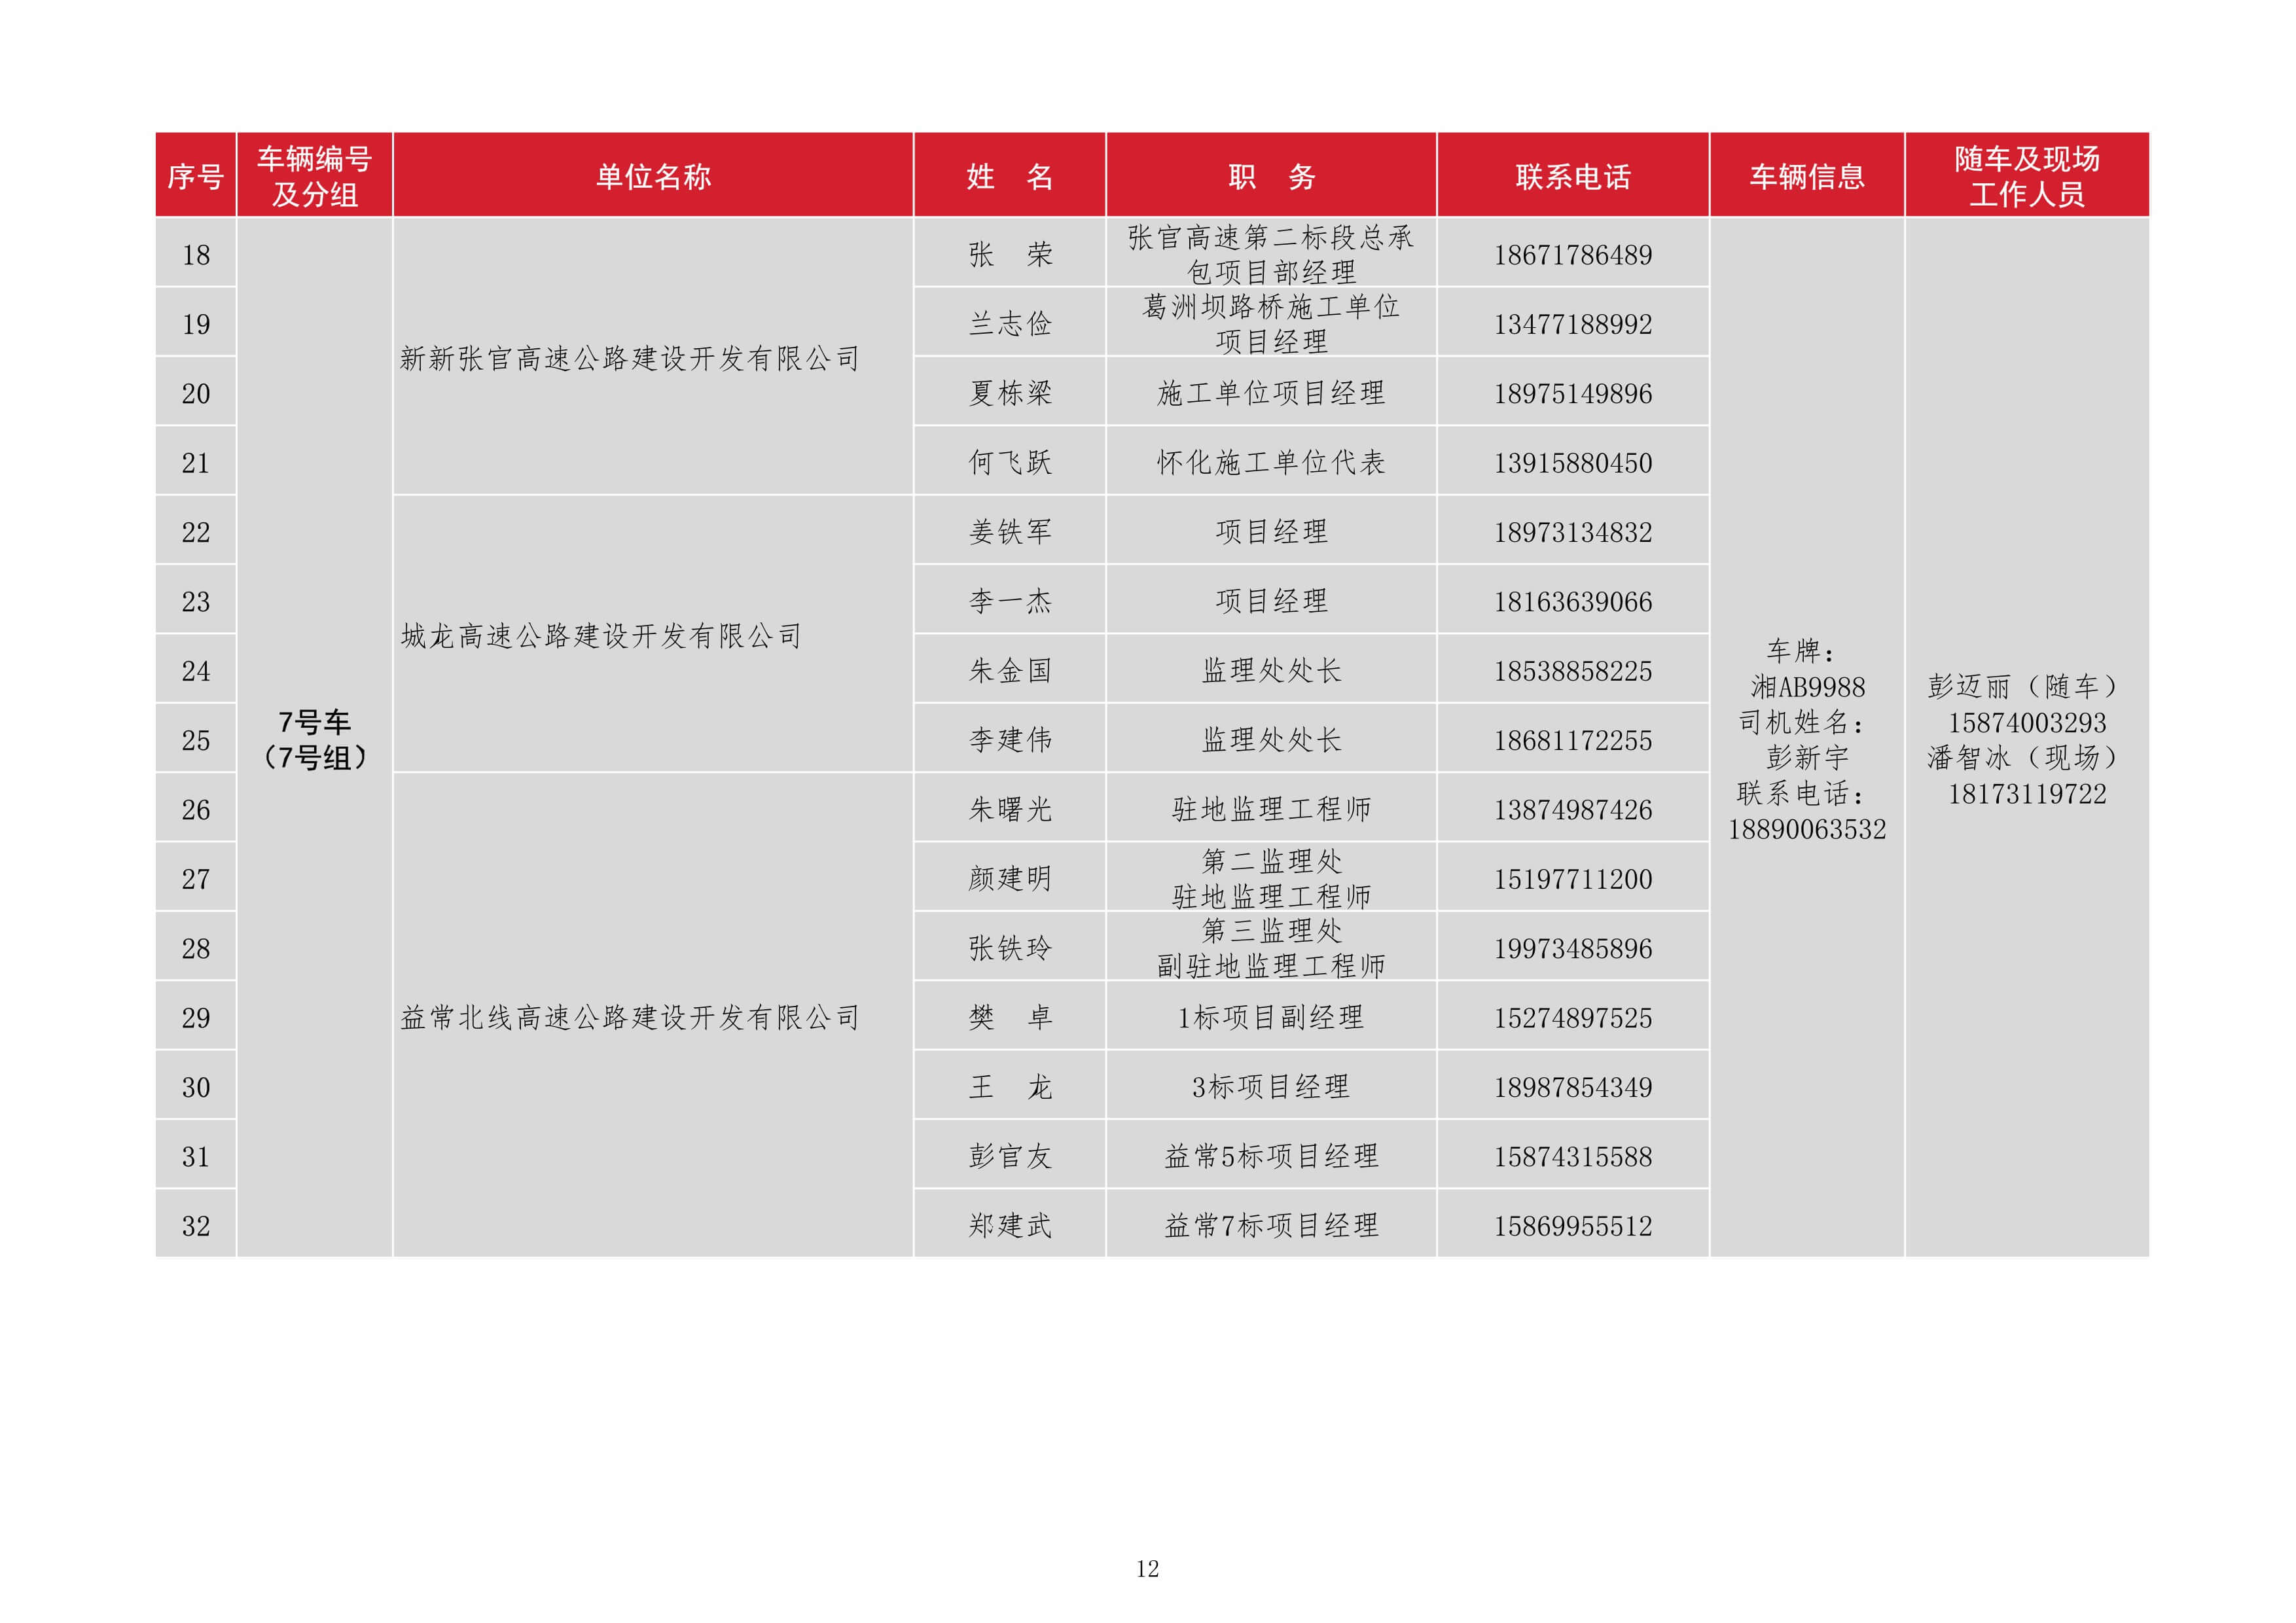 序号 车辆编号及分组 单位名称 姓 名 职 务 联系电话 车辆信息 随车及现场工作人员
18 张 荣 张官高速第二标段总承包项目部经理 18671786489
19 兰志俭 葛洲坝路桥施工单位项目经理 13477188992
新新张官高速公路建设开发有限公司
20 夏栋梁 施工单位项目经理 18975149896
21 何飞跃 怀化施工单位代表 13915880450
22 姜铁军 项目经理 18973134832
23 李一杰 项目经理 18163639066
城龙高速公路建设开发有限公司
24 朱金国 监理处处长 18538858225
25 李建伟 监理处处长 18681172255
7号车
（7号组）
车牌：
湘AB9988
司机姓名：
彭新宇
联系电话：
18890063532
彭迈丽（随车）
15874003293
潘智冰（现场）
18173119722
26 朱曙光 驻地监理工程师 13874987426
27 颜建明 第二监理处驻地监理工程师 15197711200
28 张铁玲 第三监理处副驻地监理工程师 19973485896
29 益常北线高速公路建设开发有限公司 樊 卓 1标项目副经理 15274897525
30 王 龙 3标项目经理 18987854349
31 彭官友 益常5标项目经理 15874315588
32 郑建武 益常7标项目经理 15869955512
12